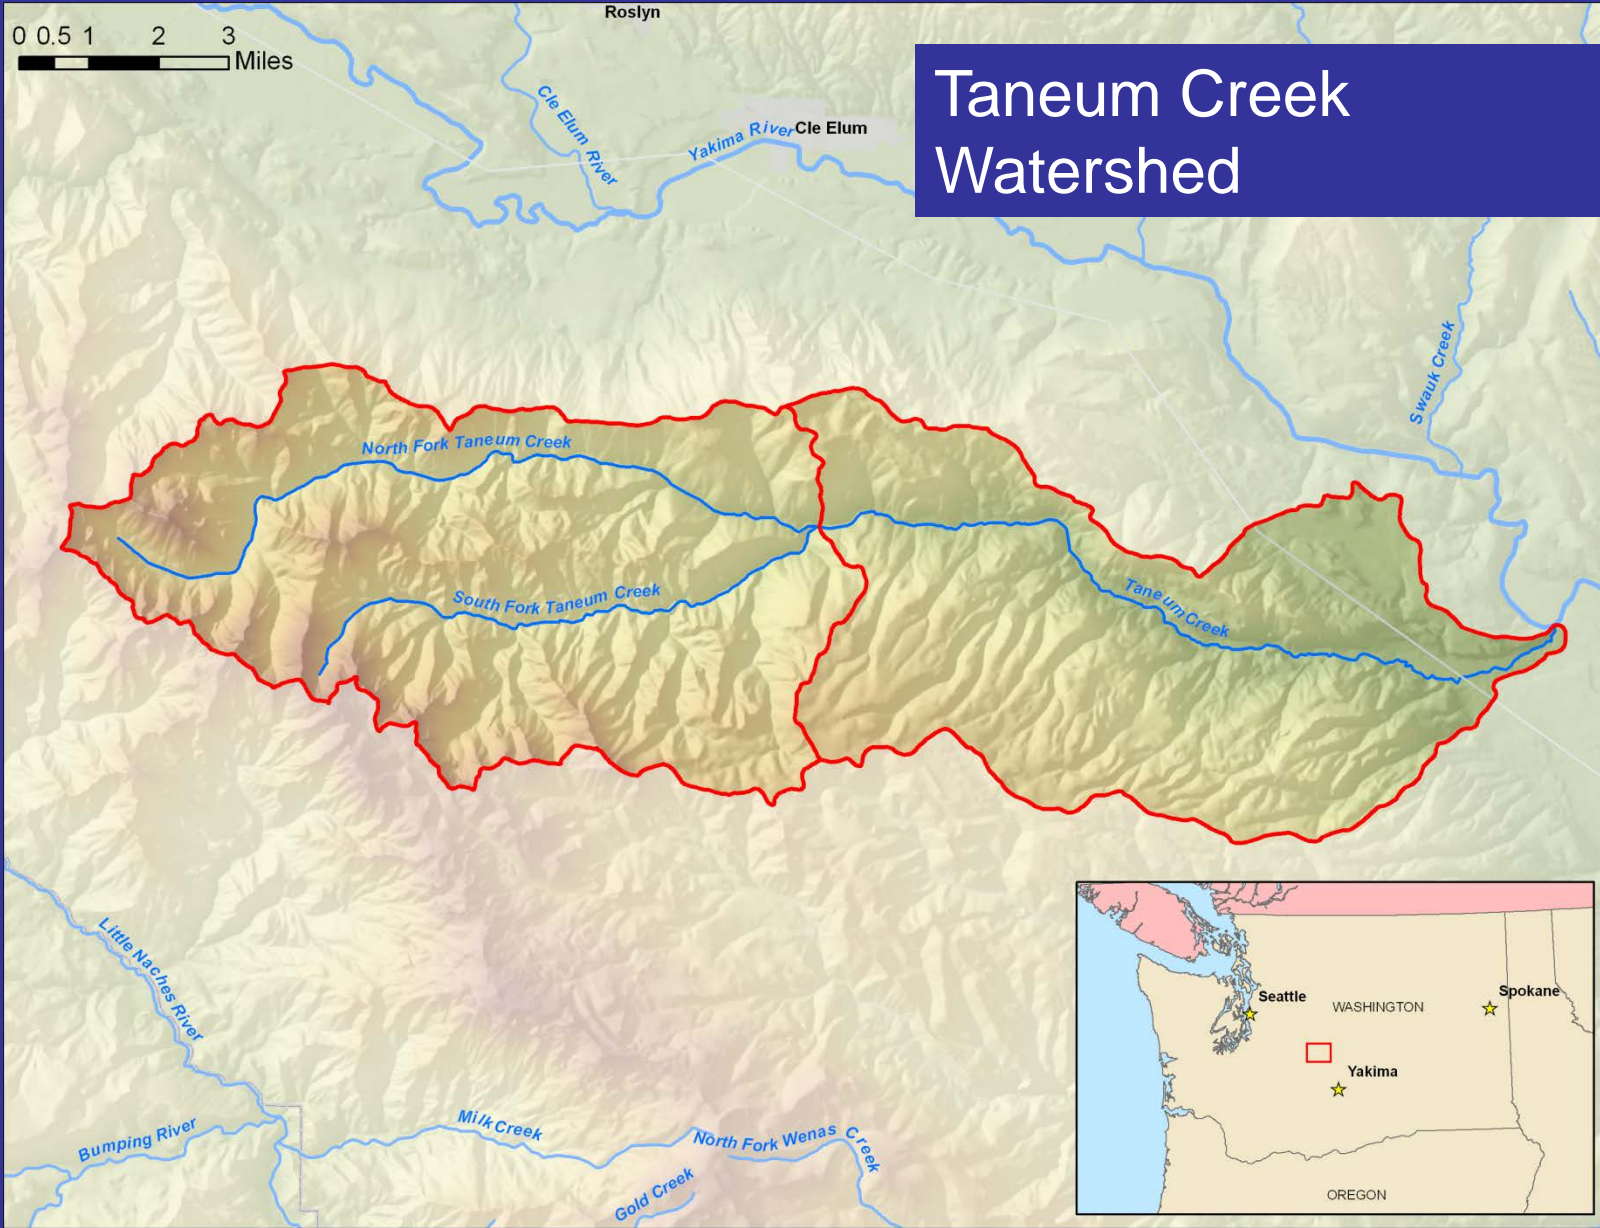 Roslyn
0 0.5 1 2 3
Miles
Taneum Creek
Watershed
Cle Elum River
Yakima River
Cle Elum
Swauk Creek
North Fork Taneum Creek
South Fork Taneum Creek
Taneum Creek
Little Naches River
Bumping River
Milk Creek
North Fork Wenas Creek
Gold Creek
Seattle
WASHINGTON
Spokane
Yakima
OREGON